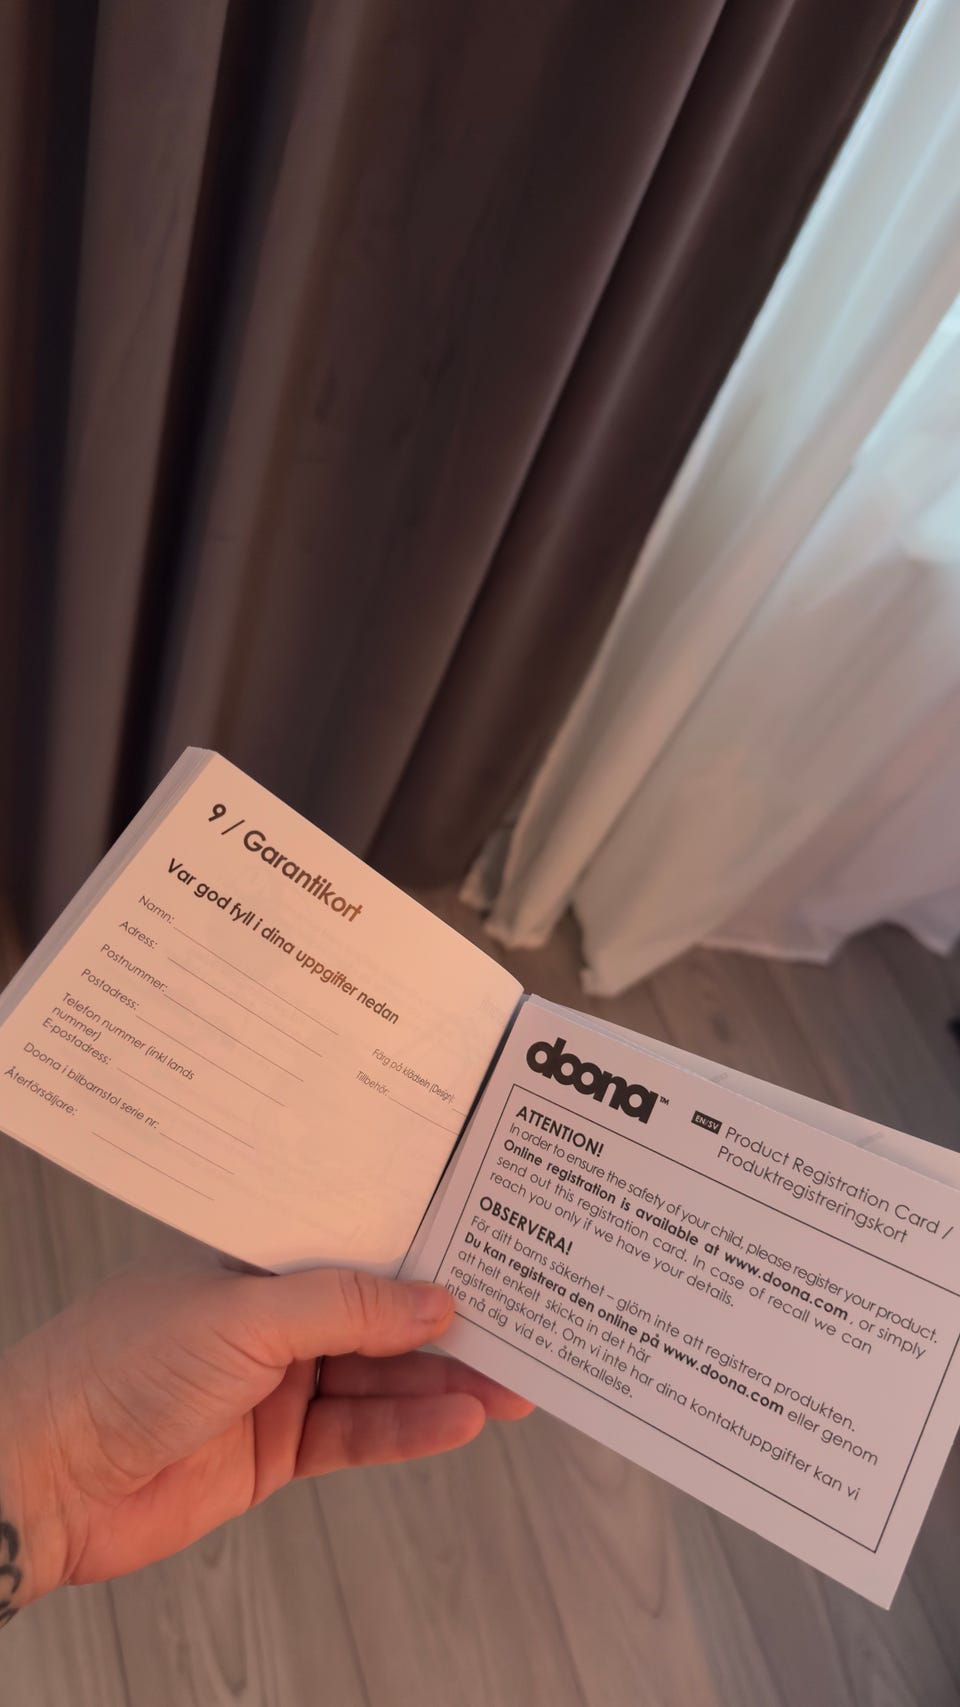 9 / Garantikort
Var god fyll i dina uppgifter nedan
Namn:
Adress:
Postnummer:
Postadress:
Telefon nummer (inkl lands
nummer)
E-postadress:
Doona i bilbarnstol serie nr:
Återförsäljare:
Färg på klädseln (Design):
Tillbehör:
doona™
EN/SV Product Registration Card /
Produktregistreringskort
ATTENTION!
In order to ensure the safety of your child, please register your product.
Online registration is available at www.doona.com, or simply
send out this registration card. In case of recall we can
reach you only if we have your details.
OBSERVERA!
För ditt barns säkerhet – glöm inte att registrera produkten.
Du kan registrera den online på www.doona.com eller genom
att helt enkelt skicka in det här
registreringskortet. Om vi inte har dina kontaktuppgifter kan vi
inte nå dig vid ev. återkallelse.